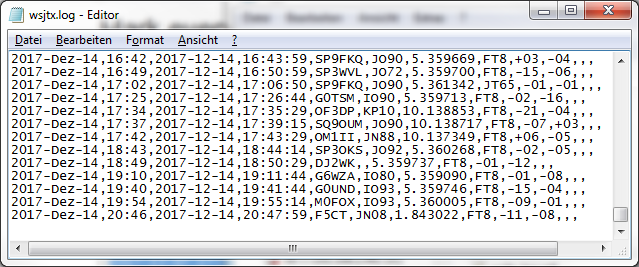 wsjtx.log - Editor
Datei Bearbeiten Format Ansicht ?
2017-Dez-14,16:42,2017-12-14,16:43:59,SP9FKQ,JO90,5.359669,FT8,+03,-04,,,
2017-Dez-14,16:49,2017-12-14,16:50:59,SP3WVL,JO72,5.359700,FT8,-15,-06,,,
2017-Dez-14,17:02,2017-12-14,17:06:50,SP9FKQ,JO90,5.361342,JT65,-01,-01,,,
2017-Dez-14,17:25,2017-12-14,17:26:44,G0TSM,IO90,5.359713,FT8,-02,-16,,,
2017-Dez-14,17:34,2017-12-14,17:35:29,OF3DP,KP10,10.138853,FT8,-21,-04,,,
2017-Dez-14,17:37,2017-12-14,17:39:15,SQ9OUM,JO90,10.138717,FT8,-07,+03,,,
2017-Dez-14,17:42,2017-12-14,17:43:29,OM1II,JN88,10.137349,FT8,+06,-05,,,
2017-Dez-14,18:43,2017-12-14,18:44:14,SP3OKS,JO92,5.360268,FT8,-02,-05,,,
2017-Dez-14,18:49,2017-12-14,18:50:29,DJ2WK,,5.359737,FT8,-01,-12,,,
2017-Dez-14,19:10,2017-12-14,19:11:44,G6WZA,IO80,5.359090,FT8,-01,-08,,,
2017-Dez-14,19:40,2017-12-14,19:41:44,G0UND,IO93,5.359746,FT8,-15,-04,,,
2017-Dez-14,19:54,2017-12-14,19:55:14,M0FOX,IO93,5.360005,FT8,-09,-01,,,
2017-Dez-14,20:46,2017-12-14,20:47:59,F5CT,JN08,1.843022,FT8,-11,-08,,,